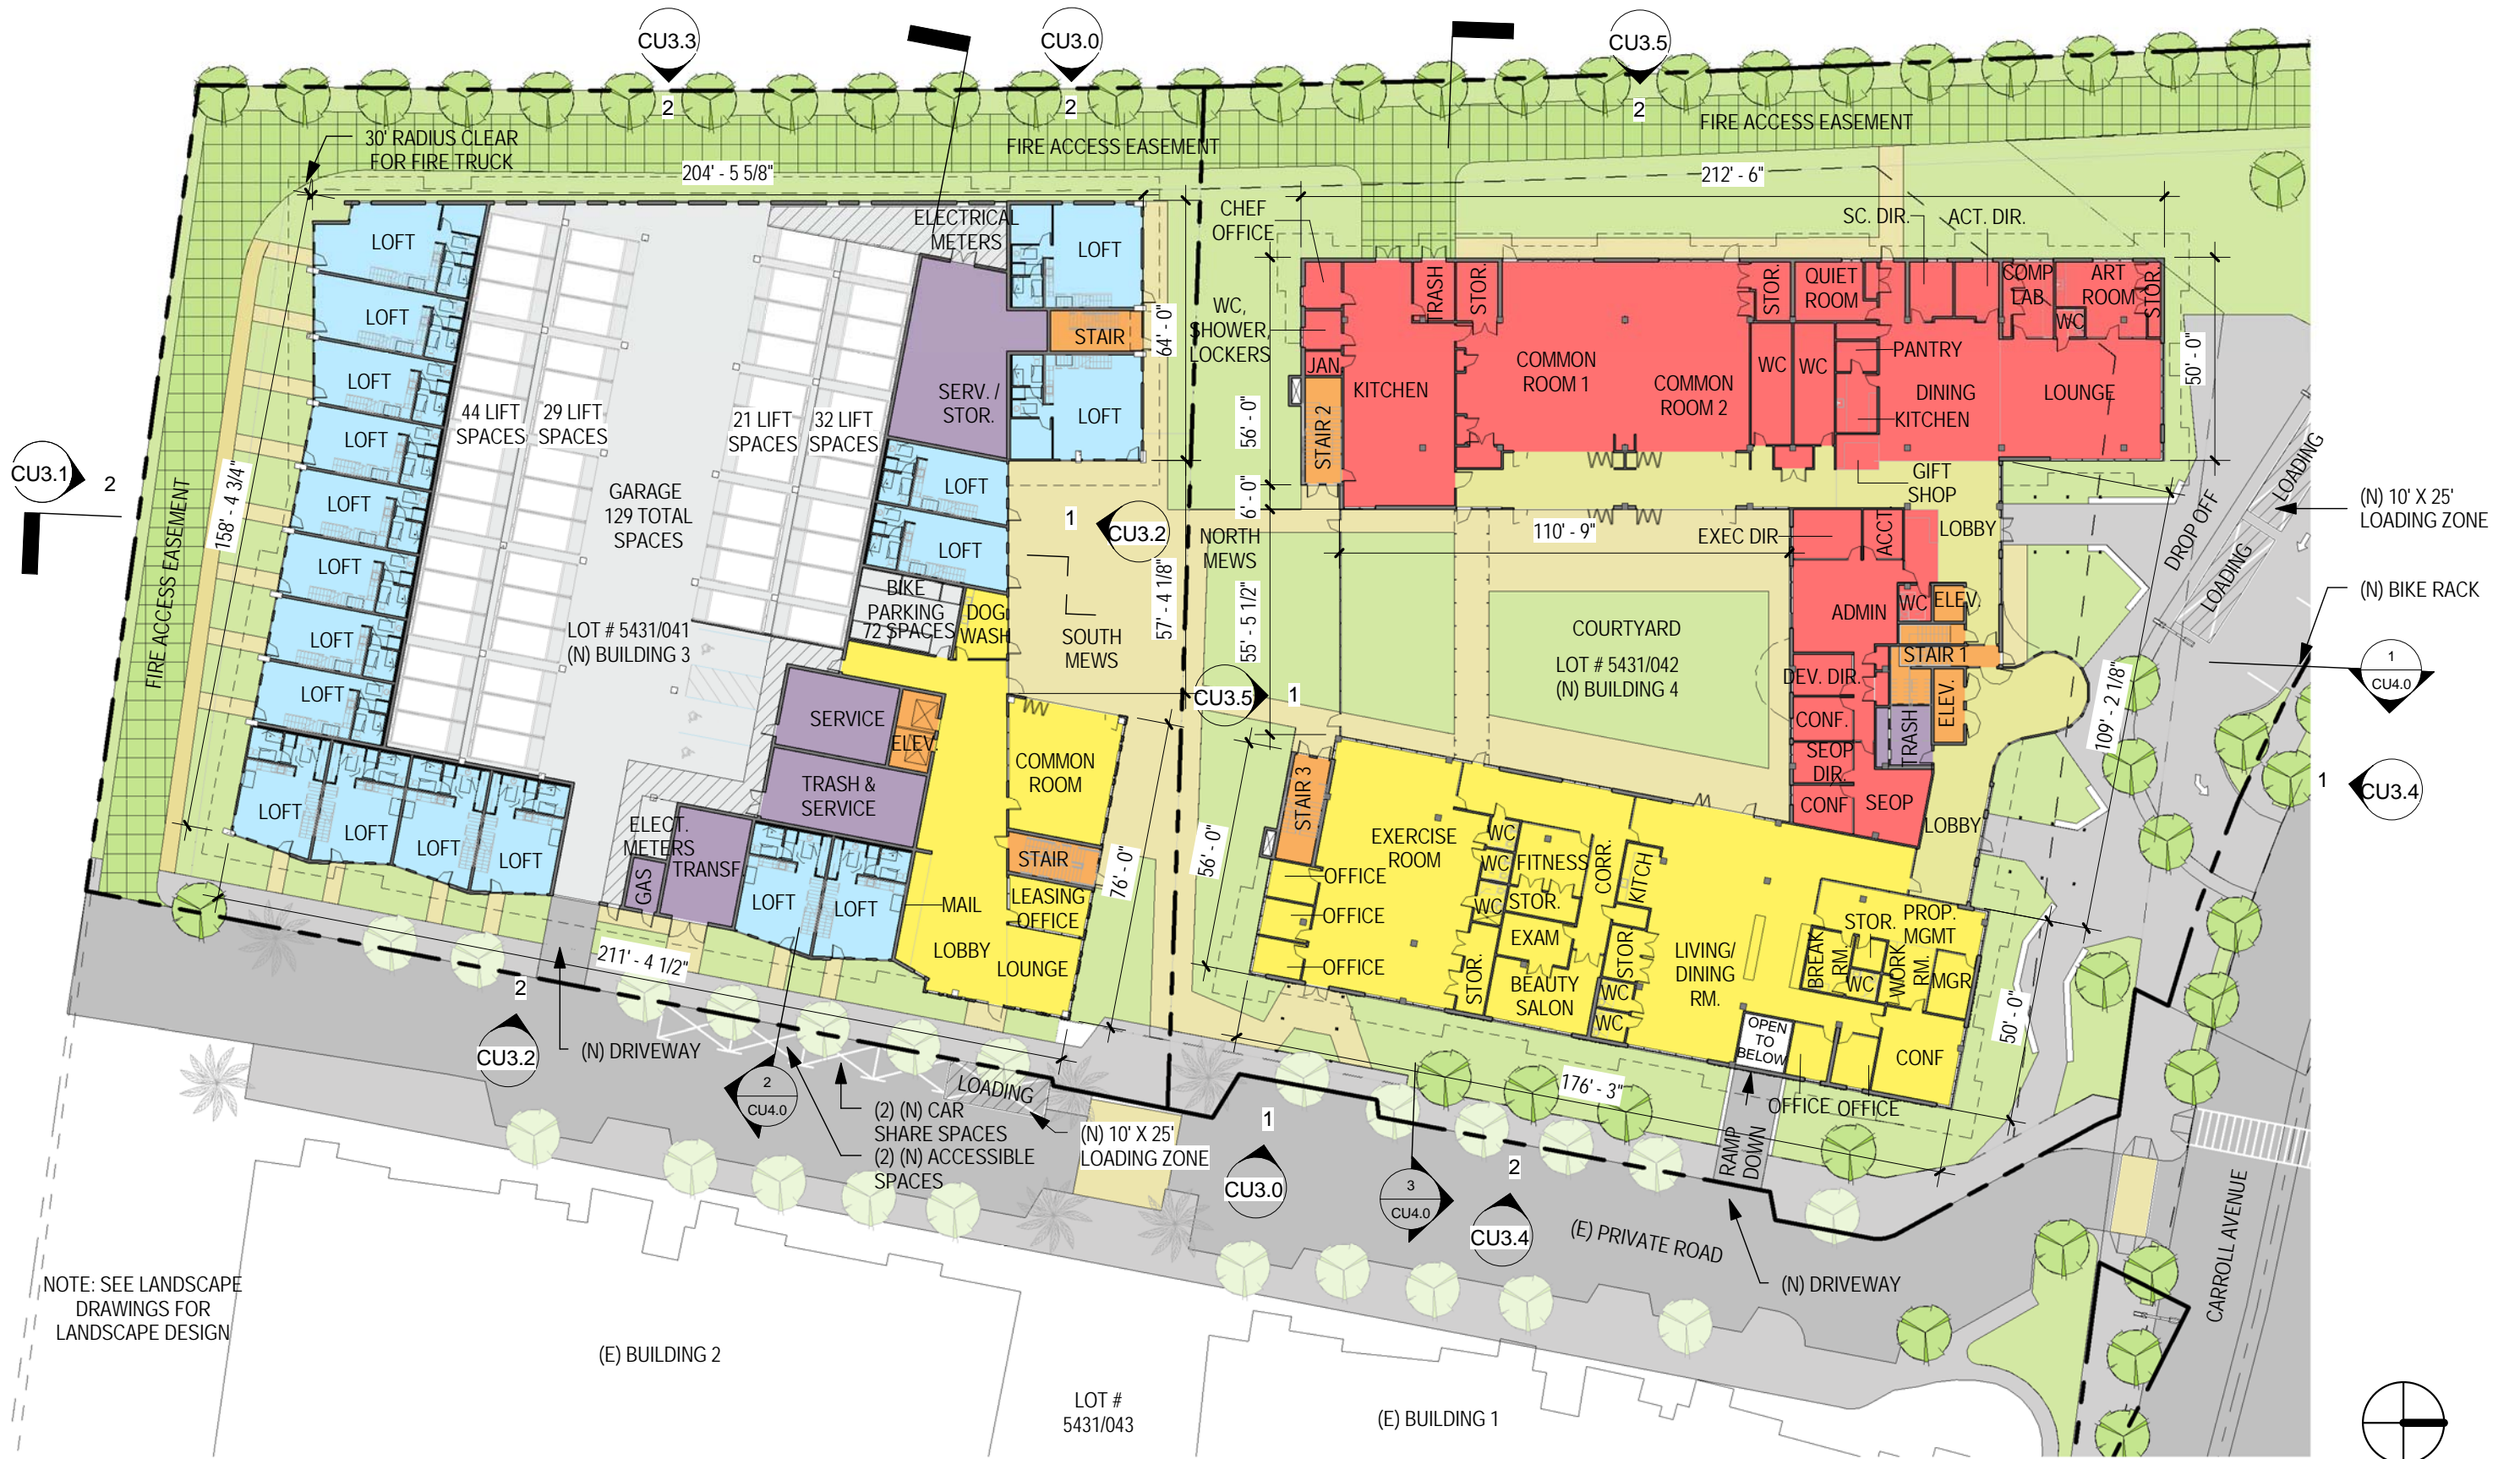 CU3.3
2
CU3.0
2
CU3.5
2
30' RADIUS CLEAR
FOR FIRE TRUCK
FIRE ACCESS EASEMENT
FIRE ACCESS EASEMENT
204' - 5 5/8"
212' - 6"
CHEF
OFFICE
SC. DIR.
ACT. DIR.
ELECTRICAL
METERS
LOFT
LOFT
LOFT
LOFT
LOFT
LOFT
LOFT
LOFT
LOFT
STAIR
LOFT
64' - 0"
SERV. /
STOR.
WC,
SHOWER,
LOCKERS
JAN
STAIR 2
KITCHEN
TRASH
STOR.
COMMON
ROOM 1
COMMON
ROOM 2
STOR.
QUIET
ROOM
WC
WC
PANTRY
KITCHEN
DINING
COMP
LAB
ART
ROOM
STOR.
WC
LOUNGE
50' - 0"
44 LIFT
SPACES
29 LIFT
SPACES
21 LIFT
SPACES
32 LIFT
SPACES
GARAGE
129 TOTAL
SPACES
CU3.1
2
FIRE ACCESS EASEMENT
158' - 4 3/4"
LOFT
LOFT
56' - 0"
6' - 0"
GIFT
SHOP
LOBBY
1
CU3.2
NORTH
MEWS
110' - 9"
EXEC DIR
ACCT.
DROP OFF
LOADING
LOADING
(N) 10' X 25'
LOADING ZONE
(N) BIKE RACK
BIKE
PARKING
72 SPACES
DOG
WASH
SOUTH
MEWS
57' - 4 1/8"
55' - 5 1/2"
LOT # 5431/041
(N) BUILDING 3
COURTYARD
LOT # 5431/042
(N) BUILDING 4
ADMIN
WC
ELEV.
STAIR 1
DEV. DIR.
CONF.
SEOP
DIR.
CONF
SEOP
TRASH
ELEV.
LOBBY
109' - 2 1/8"
1
CU4.0
1
CU3.4
CU3.5
1
SERVICE
ELEV.
TRASH &
SERVICE
COMMON
ROOM
STAIR
LEASING
OFFICE
MAIL
LOBBY
LOUNGE
76' - 0"
LOFT
LOFT
LOFT
LOFT
ELECT.
METERS
GAS
TRANSF
LOFT
LOFT
56' - 0"
STAIR 3
EXERCISE
ROOM
OFFICE
OFFICE
OFFICE
WC
WC
WC
FITNESS
STOR.
EXAM
STOR.
BEAUTY
SALON
CORR.
KITCH
STOR.
WC
WC
LIVING/
DINING
RM.
BREAK
RM.
STOR.
PROP.
MGMT
WC
WORK
RM.
MGR
CONF
OPEN
TO
BELOW
OFFICE
OFFICE
50' - 0"
211' - 4 1/2"
2
CU3.2
(N) DRIVEWAY
2
CU4.0
LOADING
(2) (N) CAR
SHARE SPACES
(2) (N) ACCESSIBLE
SPACES
(N) 10' X 25'
LOADING ZONE
1
CU3.0
3
CU4.0
2
CU3.4
176' - 3"
RAMP
DOWN
(E) PRIVATE ROAD
(N) DRIVEWAY
CARROLL AVENUE
NOTE: SEE LANDSCAPE
DRAWINGS FOR
LANDSCAPE DESIGN
(E) BUILDING 2
LOT #
5431/043
(E) BUILDING 1